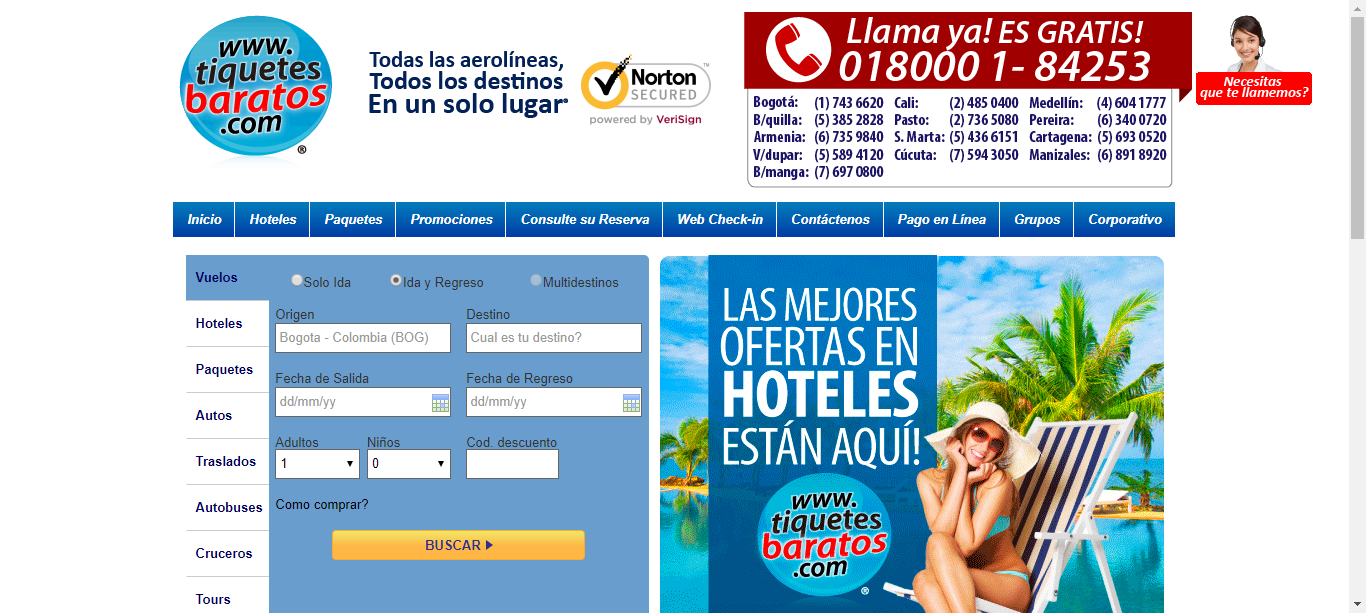 www.
tiquetes
baratos
.com
®
Todas las aerolíneas,
Todos los destinos
En un solo lugar®
Norton™
SECURED
powered by VeriSign
Llama ya! ES GRATIS!
018000 1- 84253
Bogotá: (1) 743 6620 Cali: (2) 485 0400 Medellín: (4) 604 1777
B/quilla: (5) 385 2828 Pasto: (2) 736 5080 Pereira: (6) 340 0720
Armenia: (6) 735 9840 S. Marta: (5) 436 6151 Cartagena: (5) 693 0520
V/dupar: (5) 589 4120 Cúcuta: (7) 594 3050 Manizales: (6) 891 8920
B/manga: (7) 697 0800
Necesitas
que te llamemos?
Inicio Hoteles Paquetes Promociones Consulte su Reserva Web Check-in Contáctenos Pago en Línea Grupos Corporativo
Vuelos
Hoteles
Paquetes
Autos
Traslados
Autobuses
Cruceros
Tours
Solo Ida Ida y Regreso Multidestinos
Origen Destino
Bogota - Colombia (BOG) Cual es tu destino?
Fecha de Salida Fecha de Regreso
dd/mm/yy dd/mm/yy
Adultos Niños Cod. descuento
1 0
Como comprar?
BUSCAR
LAS MEJORES
OFERTAS EN
HOTELES
ESTÁN AQUÍ!
www.
tiquetes
baratos
.com
®